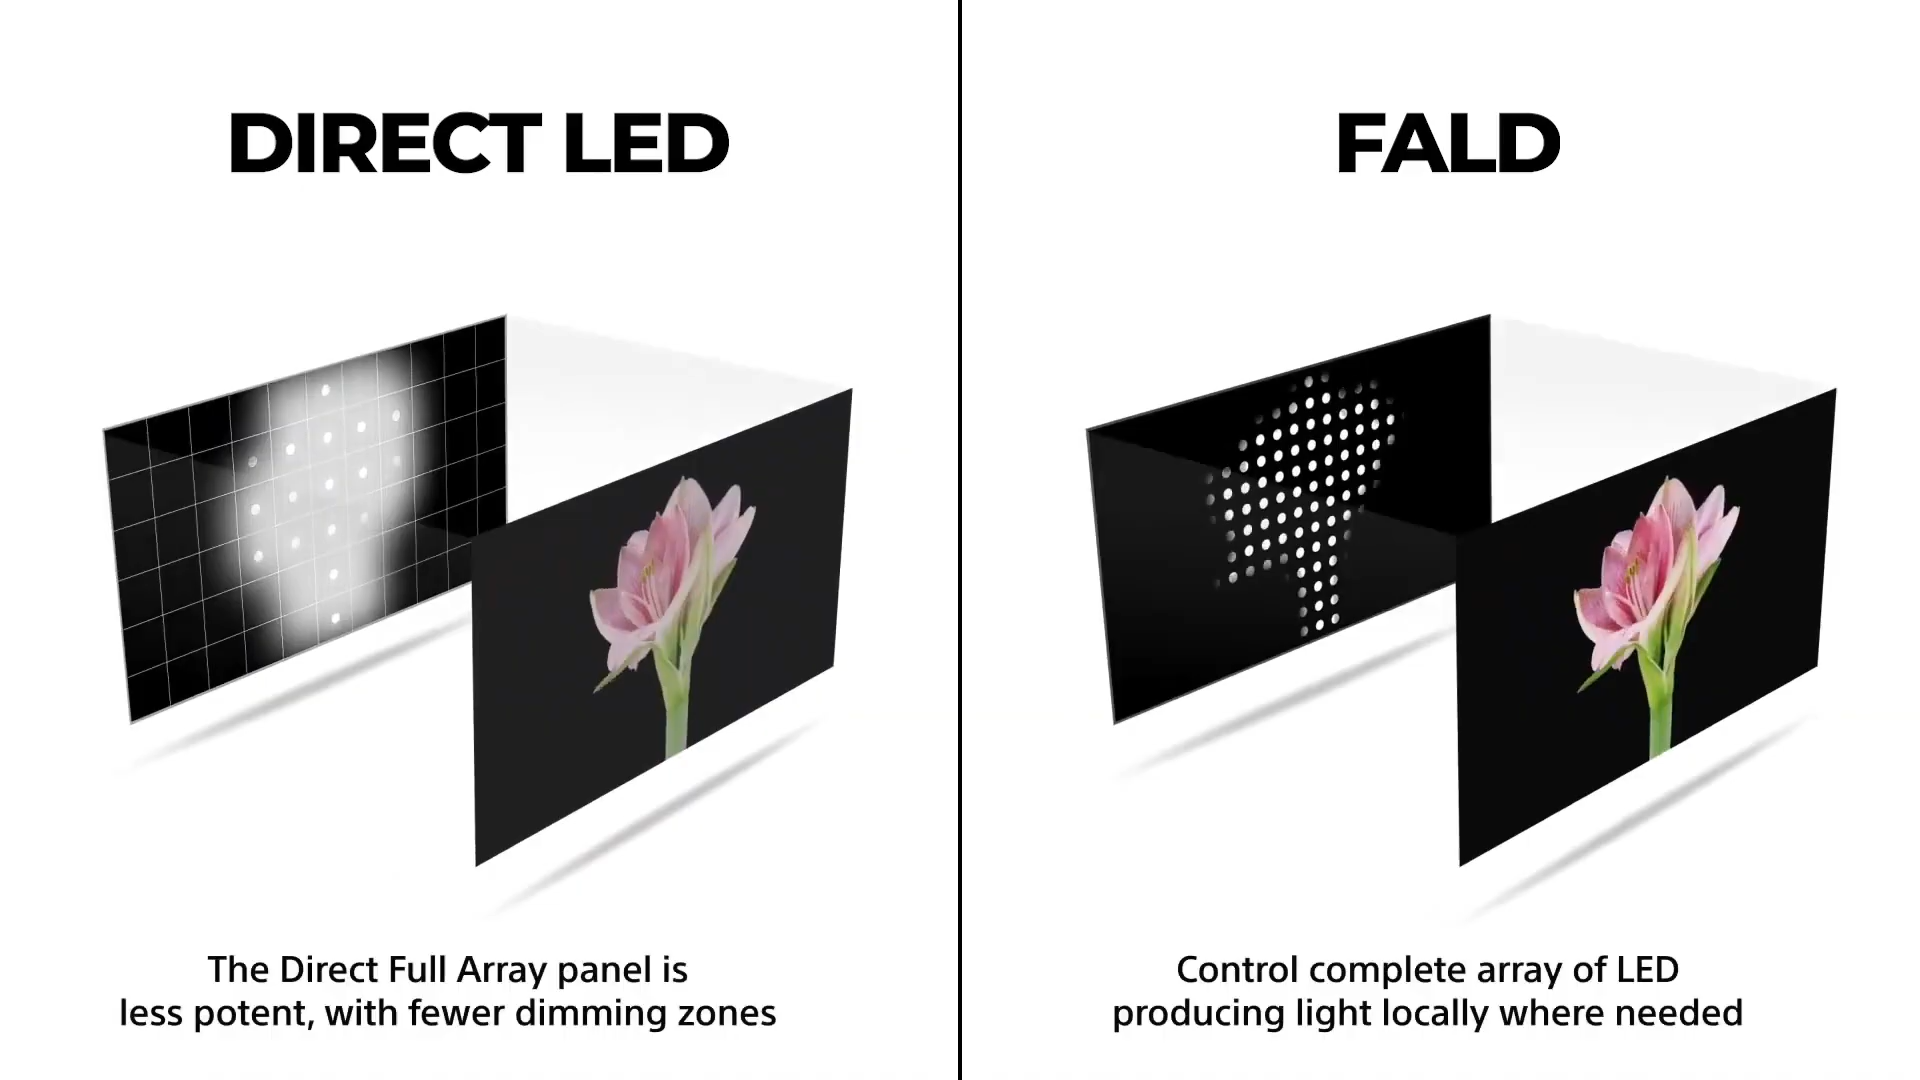 DIRECT LED
The Direct Full Array panel is
less potent, with fewer dimming zones
FALD
Control complete array of LED
producing light locally where needed